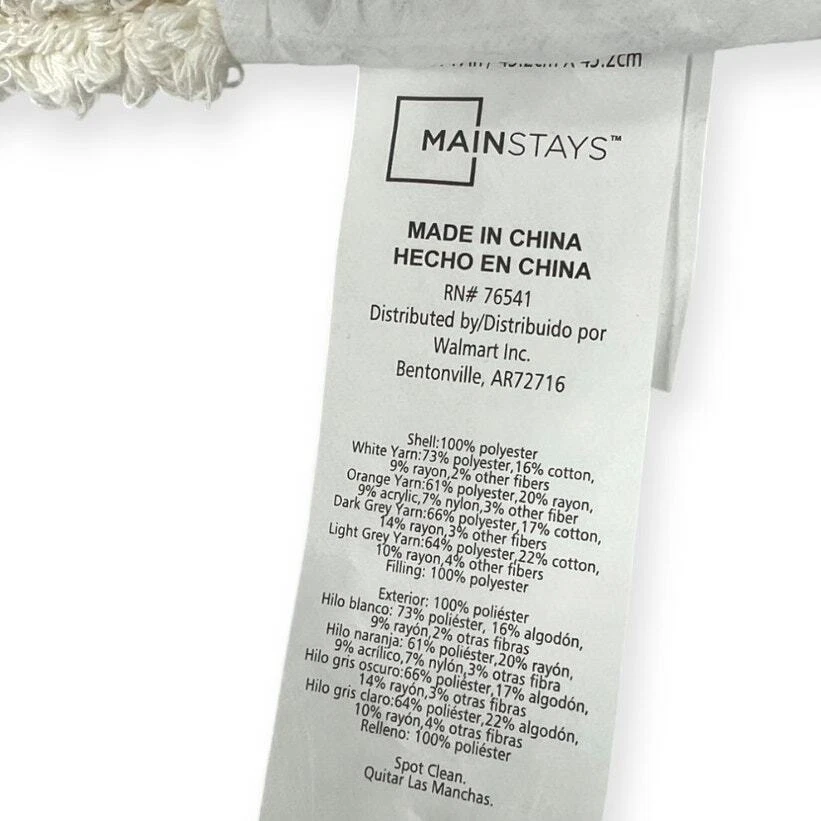 43.2cm
MAINSTAYS™
MADE IN CHINA
HECHO EN CHINA
RN# 76541
Distributed by/Distribuido por
Walmart Inc.
Bentonville, AR72716
Shell:100% polyester
White Yarn:73% polyester,16% cotton,
9% rayon,2% other fibers
Orange Yarn:61% polyester,20% rayon,
9% acrylic,7% nylon,3% other fiber
Dark Grey Yarn:66% polyester,17% cotton,
14% rayon,3% other fibers
Light Grey Yarn:64% polyester,22% cotton,
10% rayon,4% other fibers
Filling: 100% polyester
Exterior: 100% poliéster
Hilo blanco: 73% poliéster, 16% algodón,
9% rayón,2% otras fibras
Hilo naranja: 61% poliéster,20% rayón,
9% acrílico,7% nylón,3% otras fibra
Hilo gris oscuro:66% poliéster,17% algodón,
14% rayón,3% otras fibras
Hilo gris claro:64% poliéster,22% algodón,
10% rayón,4% otras fibras
Relleno: 100% poliéster
Spot Clean.
Quitar Las Manchas.